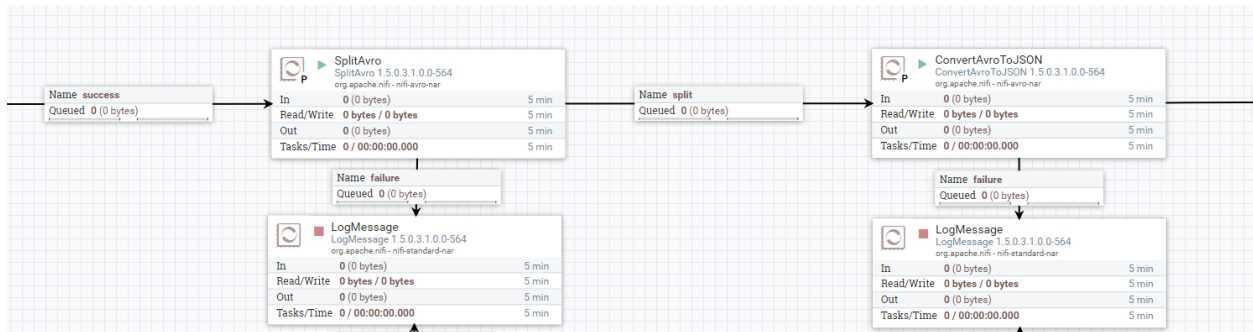 SplitAvro
SplitAvro 1.5.0.3.1.0.0-564
org.apache.nifi - nifi-avro-nar
P
In 0 (0 bytes) 5 min
Read/Write 0 bytes / 0 bytes 5 min
Out 0 (0 bytes) 5 min
Tasks/Time 0 / 00:00:00.000 5 min
ConvertAvroToJSON
ConvertAvroToJSON 1.5.0.3.1.0.0-564
org.apache.nifi - nifi-avro-nar
P
In 0 (0 bytes) 5 min
Read/Write 0 bytes / 0 bytes 5 min
Out 0 (0 bytes) 5 min
Tasks/Time 0 / 00:00:00.000 5 min
Name success
Queued 0 (0 bytes)
Name split
Queued 0 (0 bytes)
Name failure
Queued 0 (0 bytes)
Name failure
Queued 0 (0 bytes)
LogMessage
LogMessage 1.5.0.3.1.0.0-564
org.apache.nifi - nifi-standard-nar
In 0 (0 bytes) 5 min
Read/Write 0 bytes / 0 bytes 5 min
Out 0 (0 bytes) 5 min
Tasks/Time 0 / 00:00:00.000 5 min
LogMessage
LogMessage 1.5.0.3.1.0.0-564
org.apache.nifi - nifi-standard-nar
In 0 (0 bytes) 5 min
Read/Write 0 bytes / 0 bytes 5 min
Out 0 (0 bytes) 5 min
Tasks/Time 0 / 00:00:00.000 5 min